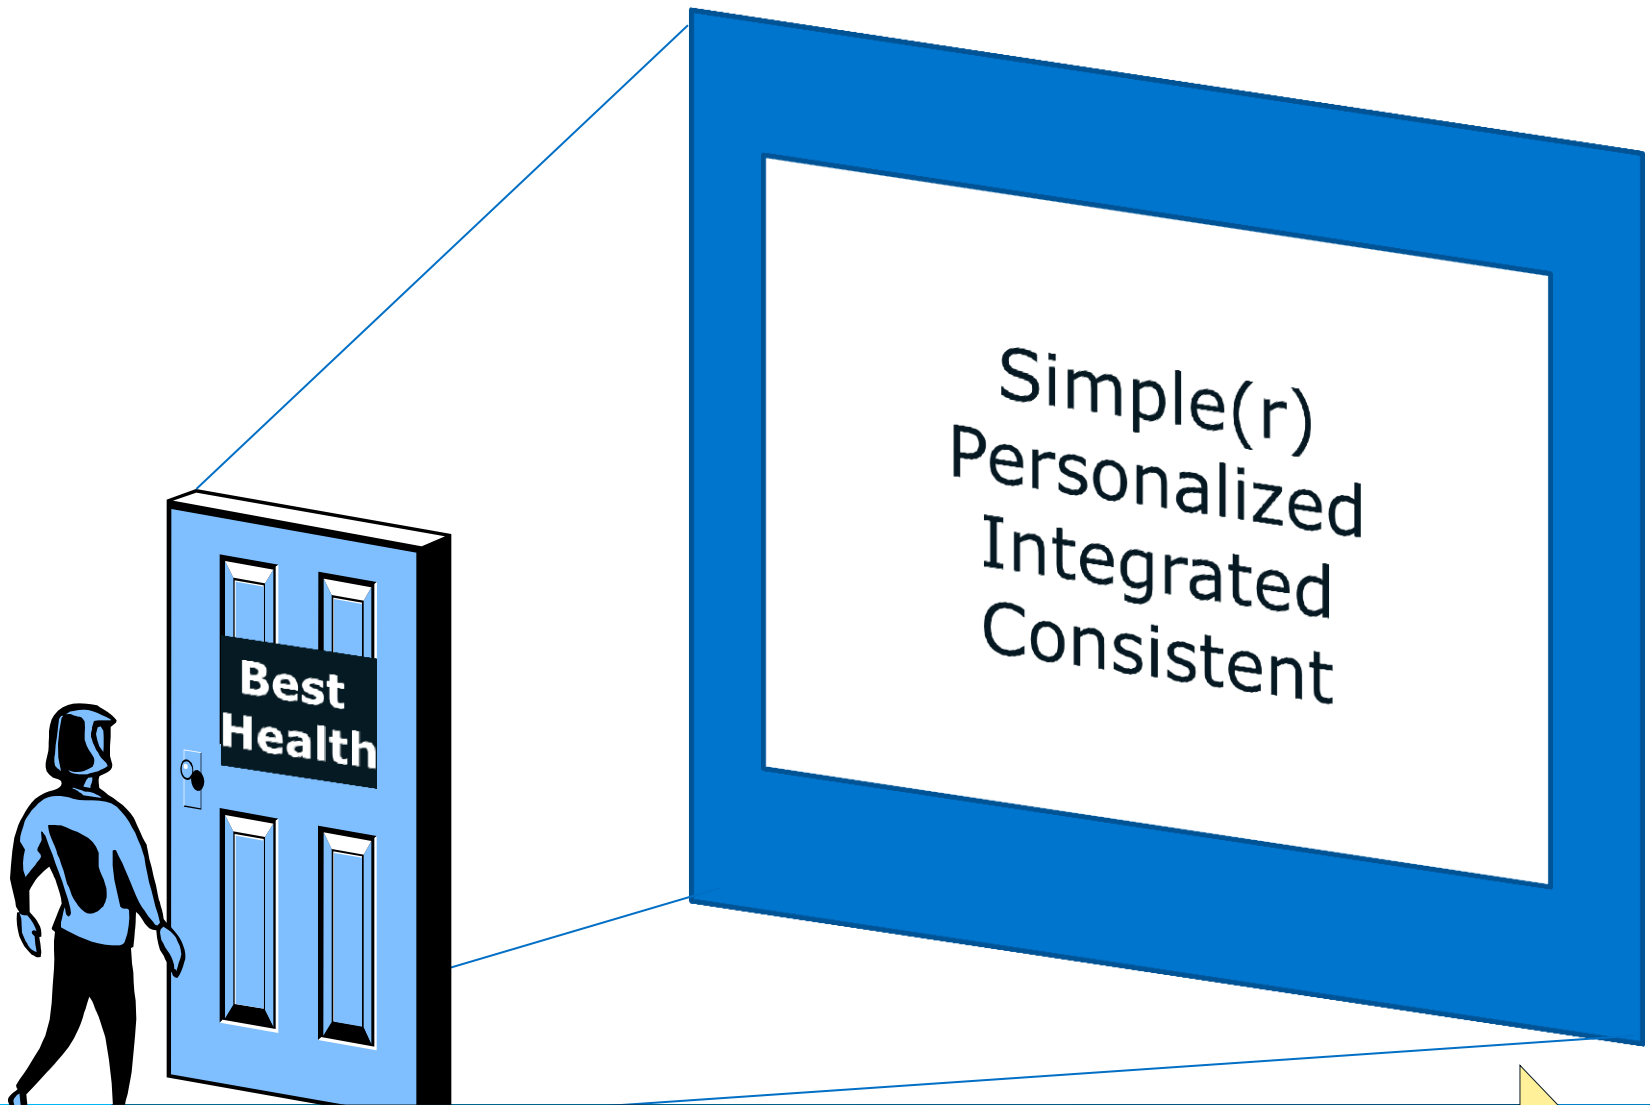 Simple(r)
Personalized
Integrated
Consistent
Best
Health